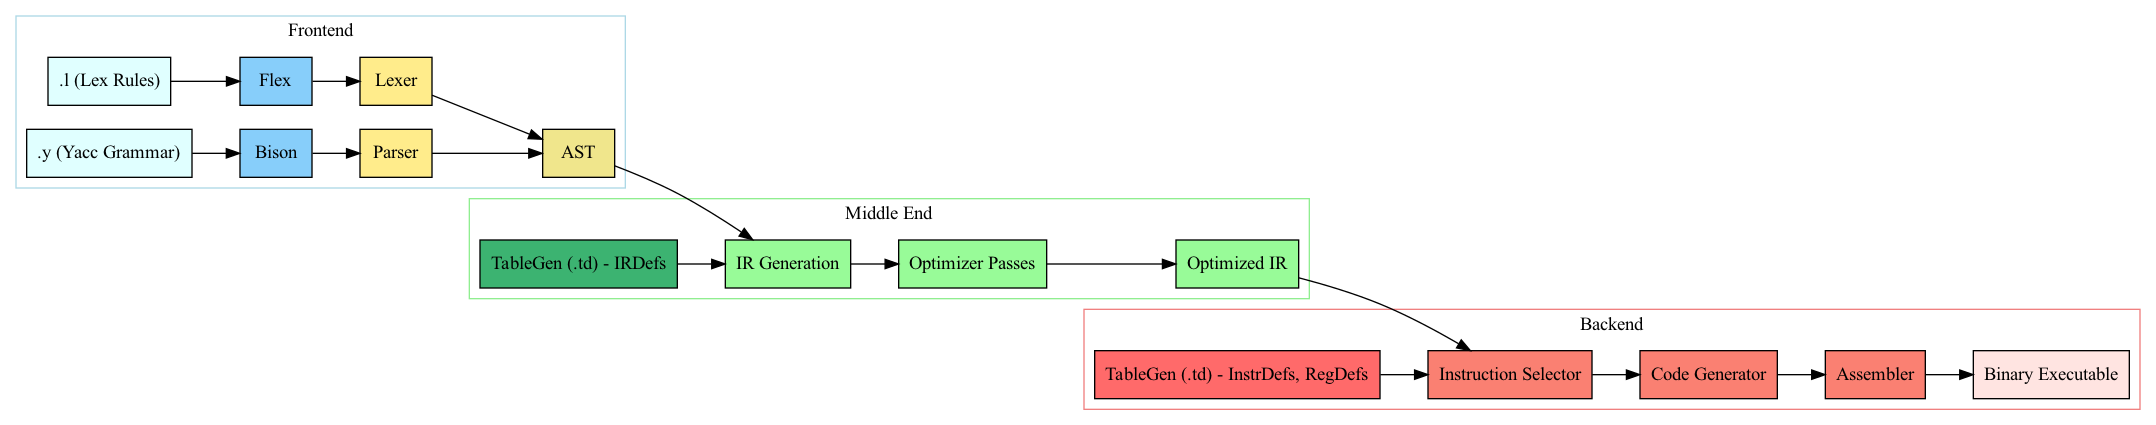 Frontend
.l (Lex Rules)
Flex
Lexer
.y (Yacc Grammar)
Bison
Parser
AST
Middle End
TableGen (.td) - IRDefs
IR Generation
Optimizer Passes
Optimized IR
Backend
TableGen (.td) - InstrDefs, RegDefs
Instruction Selector
Code Generator
Assembler
Binary Executable